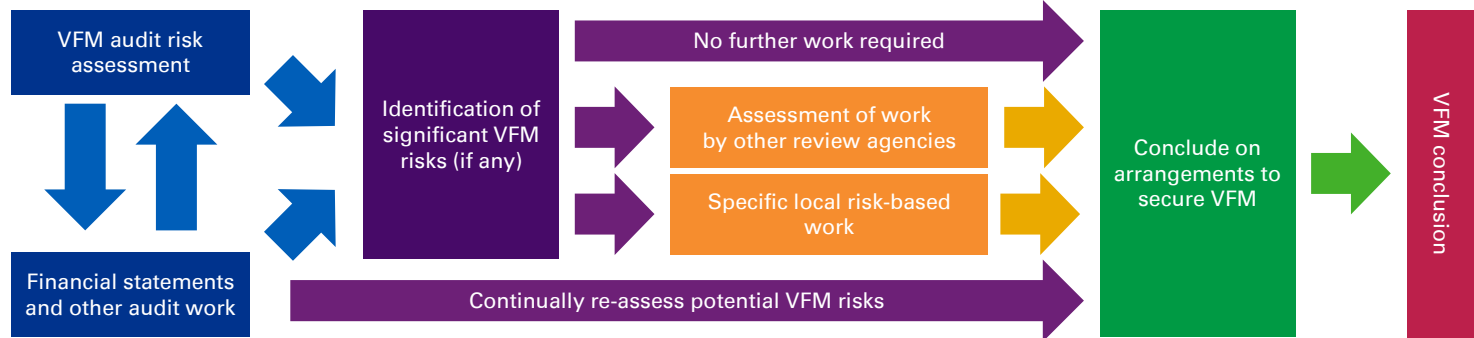 VFM audit risk
assessment
Financial statements
and other audit work
Identification of
significant VFM
risks (if any)
No further work required
Assessment of work
by other review agencies
Specific local risk-based
work
Continually re-assess potential VFM risks
Conclude on
arrangements to
secure VFM
VFM conclusion